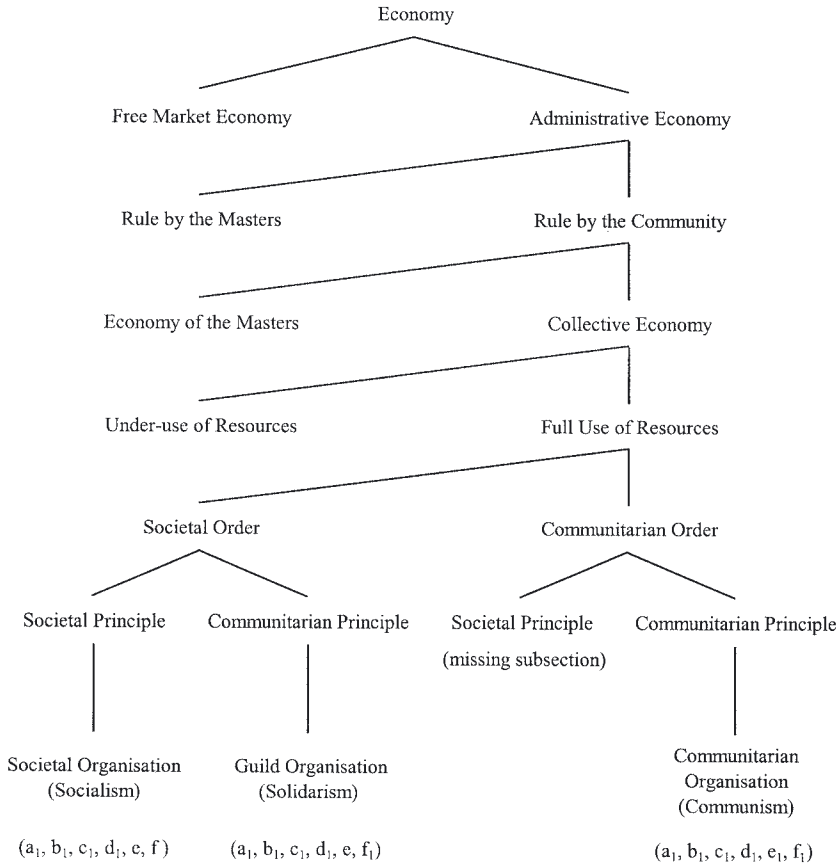 Economy
Free Market Economy
Administrative Economy
Rule by the Masters
Rule by the Community
Economy of the Masters
Collective Economy
Under-use of Resources
Full Use of Resources
Societal Order
Communitarian Order
Societal Principle
Communitarian Principle
Societal Principle
(missing subsection)
Communitarian Principle
Societal Organisation
(Socialism)
Guild Organisation
(Solidarism)
Communitarian
Organisation
(Communism)
(a₁, b₁, c₁, d₁, e, f )
(a₁, b₁, c₁, d₁, e, f₁)
(a₁, b₁, c₁, d₁, e₁, f₁)